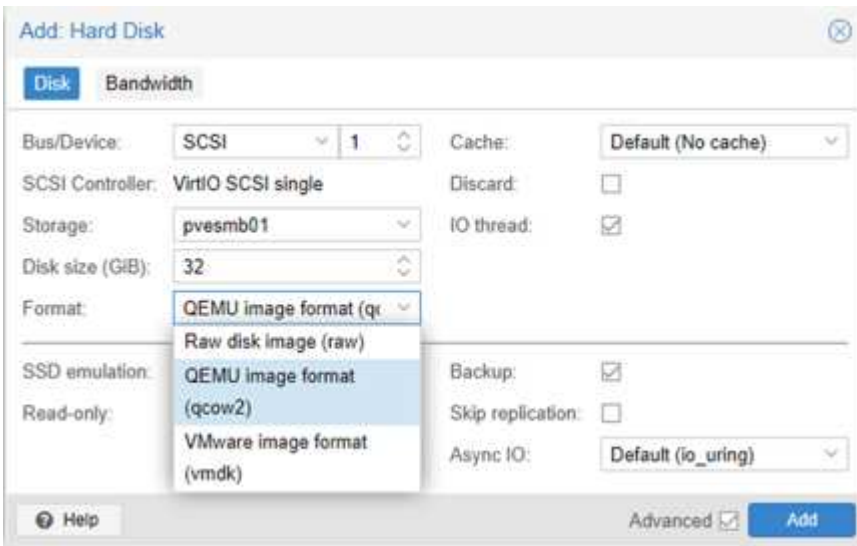 Add: Hard Disk
Disk Bandwidth
Bus/Device: SCSI 1 Cache: Default (No cache)
SCSI Controller: VirtIO SCSI single Discard:
Storage: pvesmb01 IO thread:
Disk size (GiB): 32
Format: QEMU image format (qc
Raw disk image (raw)
SSD emulation: QEMU image format Backup:
Read-only: (qcow2) Skip replication:
VMware image format Async IO: Default (io_uring)
(vmdk)
Help Advanced Add